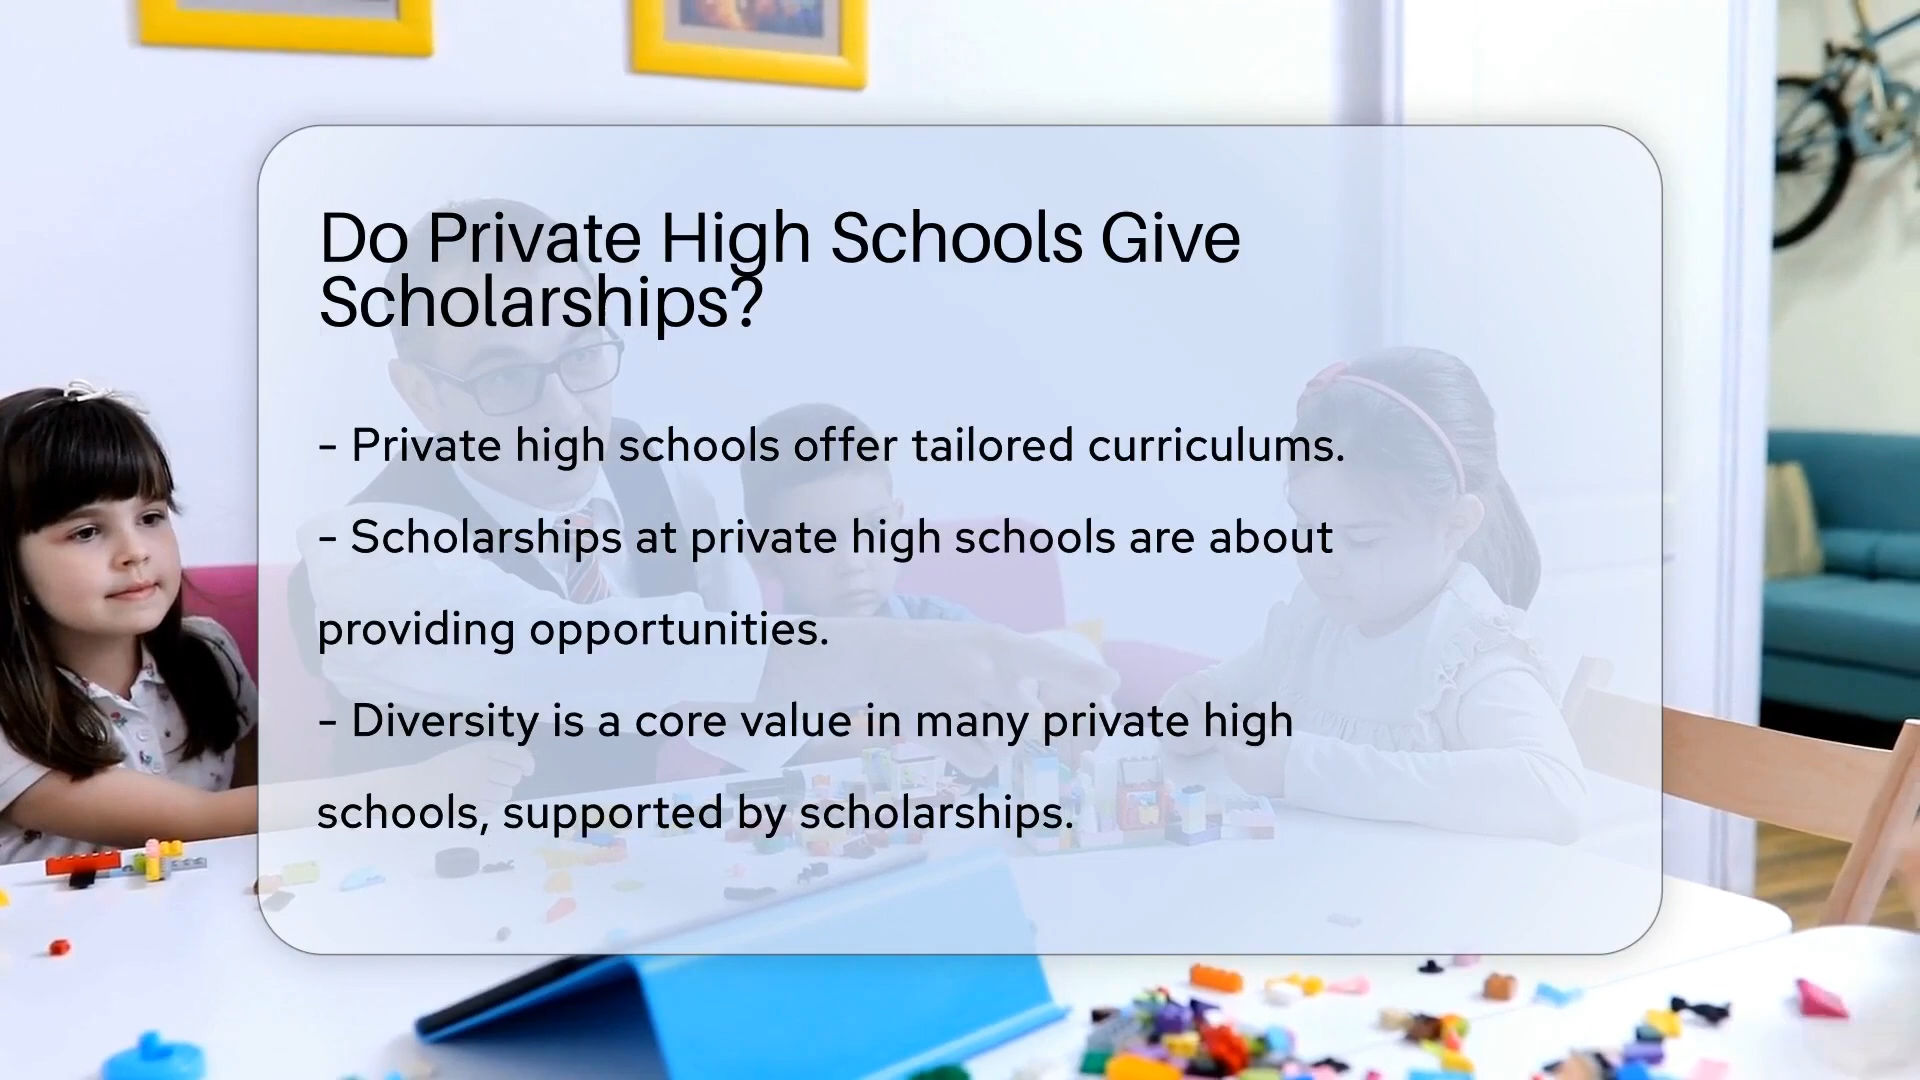 Do Private High Schools Give
Scholarships?
- Private high schools offer tailored curriculums.
- Scholarships at private high schools are about
providing opportunities.
- Diversity is a core value in many private high
schools, supported by scholarships.